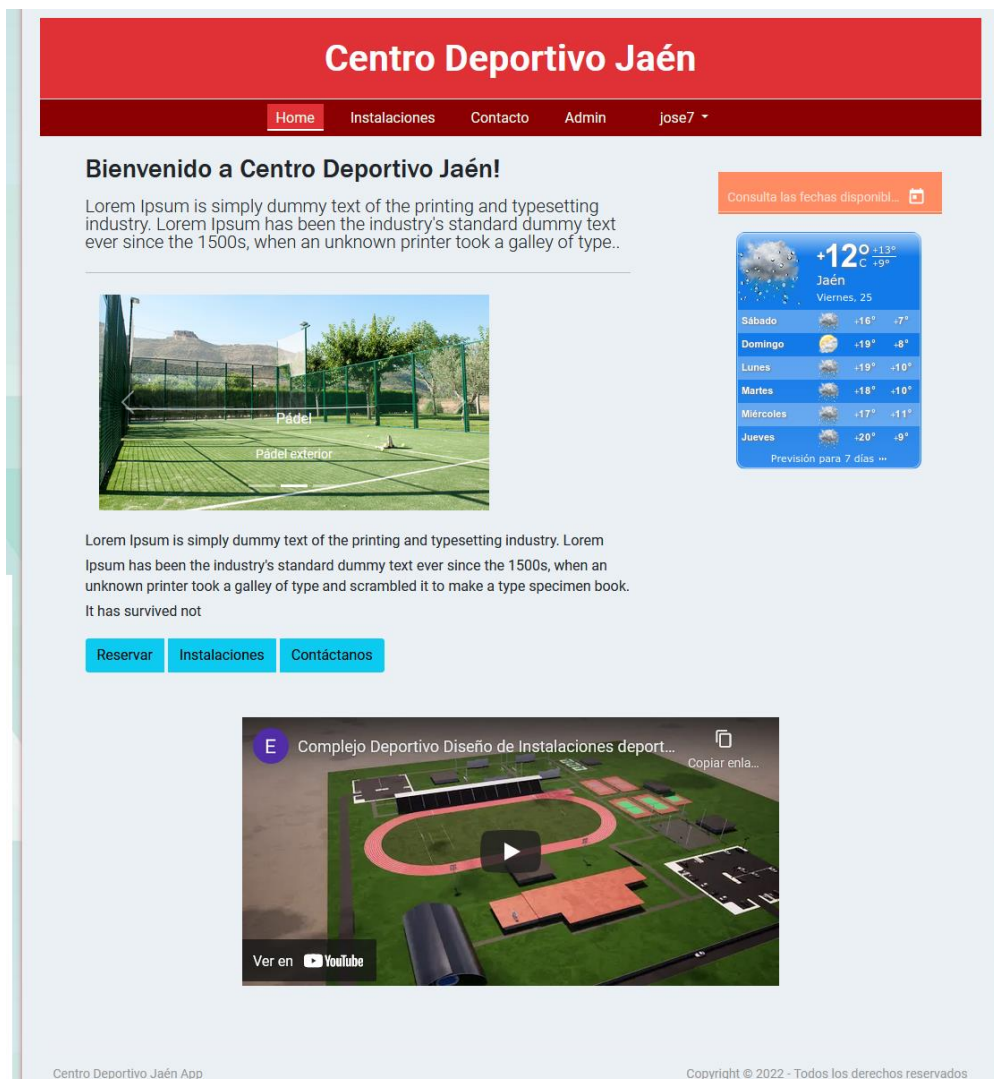 Centro Deportivo Jaén
Home Instalaciones Contacto Admin jose7
Bienvenido a Centro Deportivo Jaén!
Lorem Ipsum is simply dummy text of the printing and typesetting
industry. Lorem Ipsum has been the industry's standard dummy text
ever since the 1500s, when an unknown printer took a galley of type..
Consulta las fechas disponibl...
+12° C +13° +9°
Jaén
Viernes, 25
Sábado +16° +7°
Domingo +19° +8°
Lunes +19° +10°
Martes +18° +10°
Miércoles +17° +11°
Jueves +20° +9°
Previsión para 7 días ···
Pádel
Pádel exterior
Lorem Ipsum is simply dummy text of the printing and typesetting industry. Lorem
Ipsum has been the industry's standard dummy text ever since the 1500s, when an
unknown printer took a galley of type and scrambled it to make a type specimen book.
It has survived not
Reservar Instalaciones Contáctanos
E Complejo Deportivo Diseño de Instalaciones deport...
Copiar enla...
Ver en YouTube
Centro Deportivo Jaén App Copyright © 2022 - Todos los derechos reservados